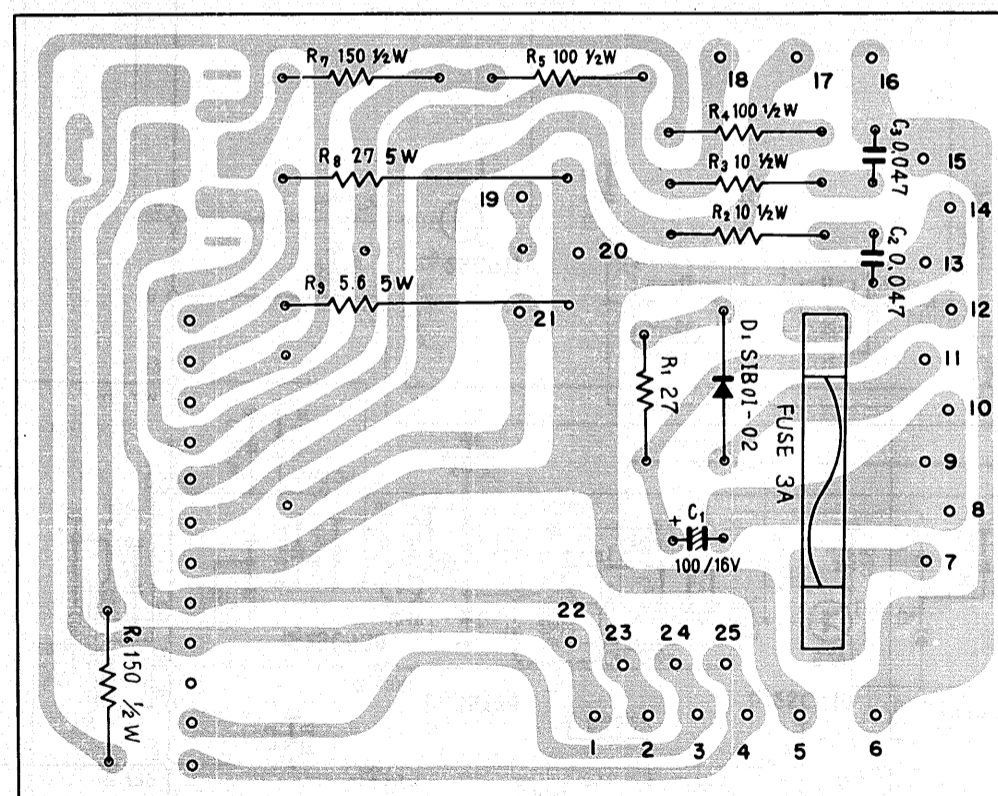 R7 150 ½W
R5 100 ½W
18
17
16
R4 100 ½W
C3 0.047
15
R8 27 5W
R3 10 ½W
19
14
R2 10 ½W
C2 0.047
20
13
R9 5.6 5W
21
12
D1 S1B01-02
R1 27
11
FUSE 3A
10
9
8
+
C1
100/16V
7
22
23
24
25
R6 150 ½W
1
2
3
4
5
6